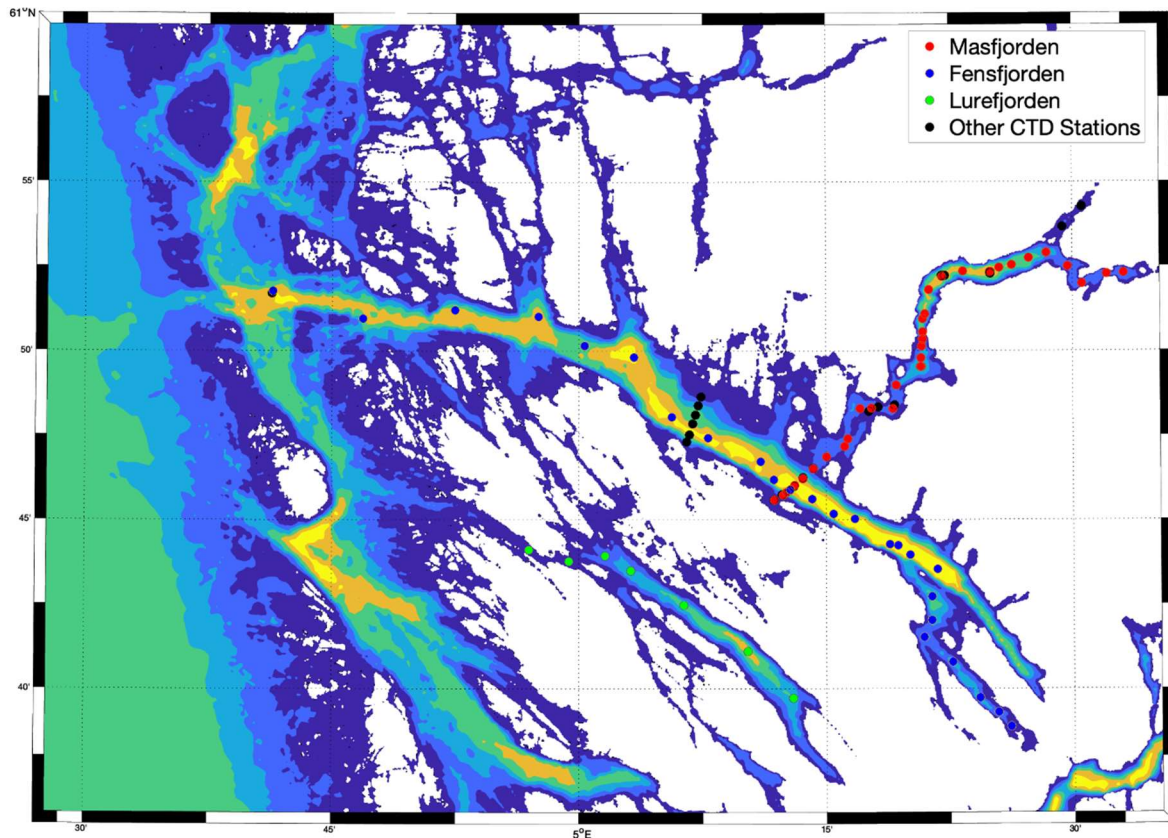 61°N
Masfjorden
Fensfjorden
Lurefjorden
Other CTD Stations
55'
50'
45'
40'
30'
45'
5°E
15'
30'